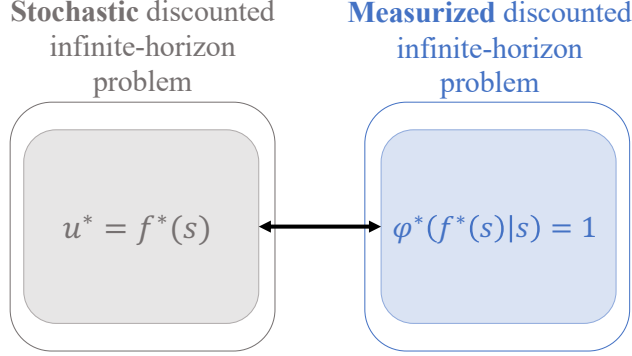 Stochastic discounted
infinite-horizon
problem
Measurized discounted
infinite-horizon
problem
u* = f*(s)
φ*(f*(s)|s) = 1